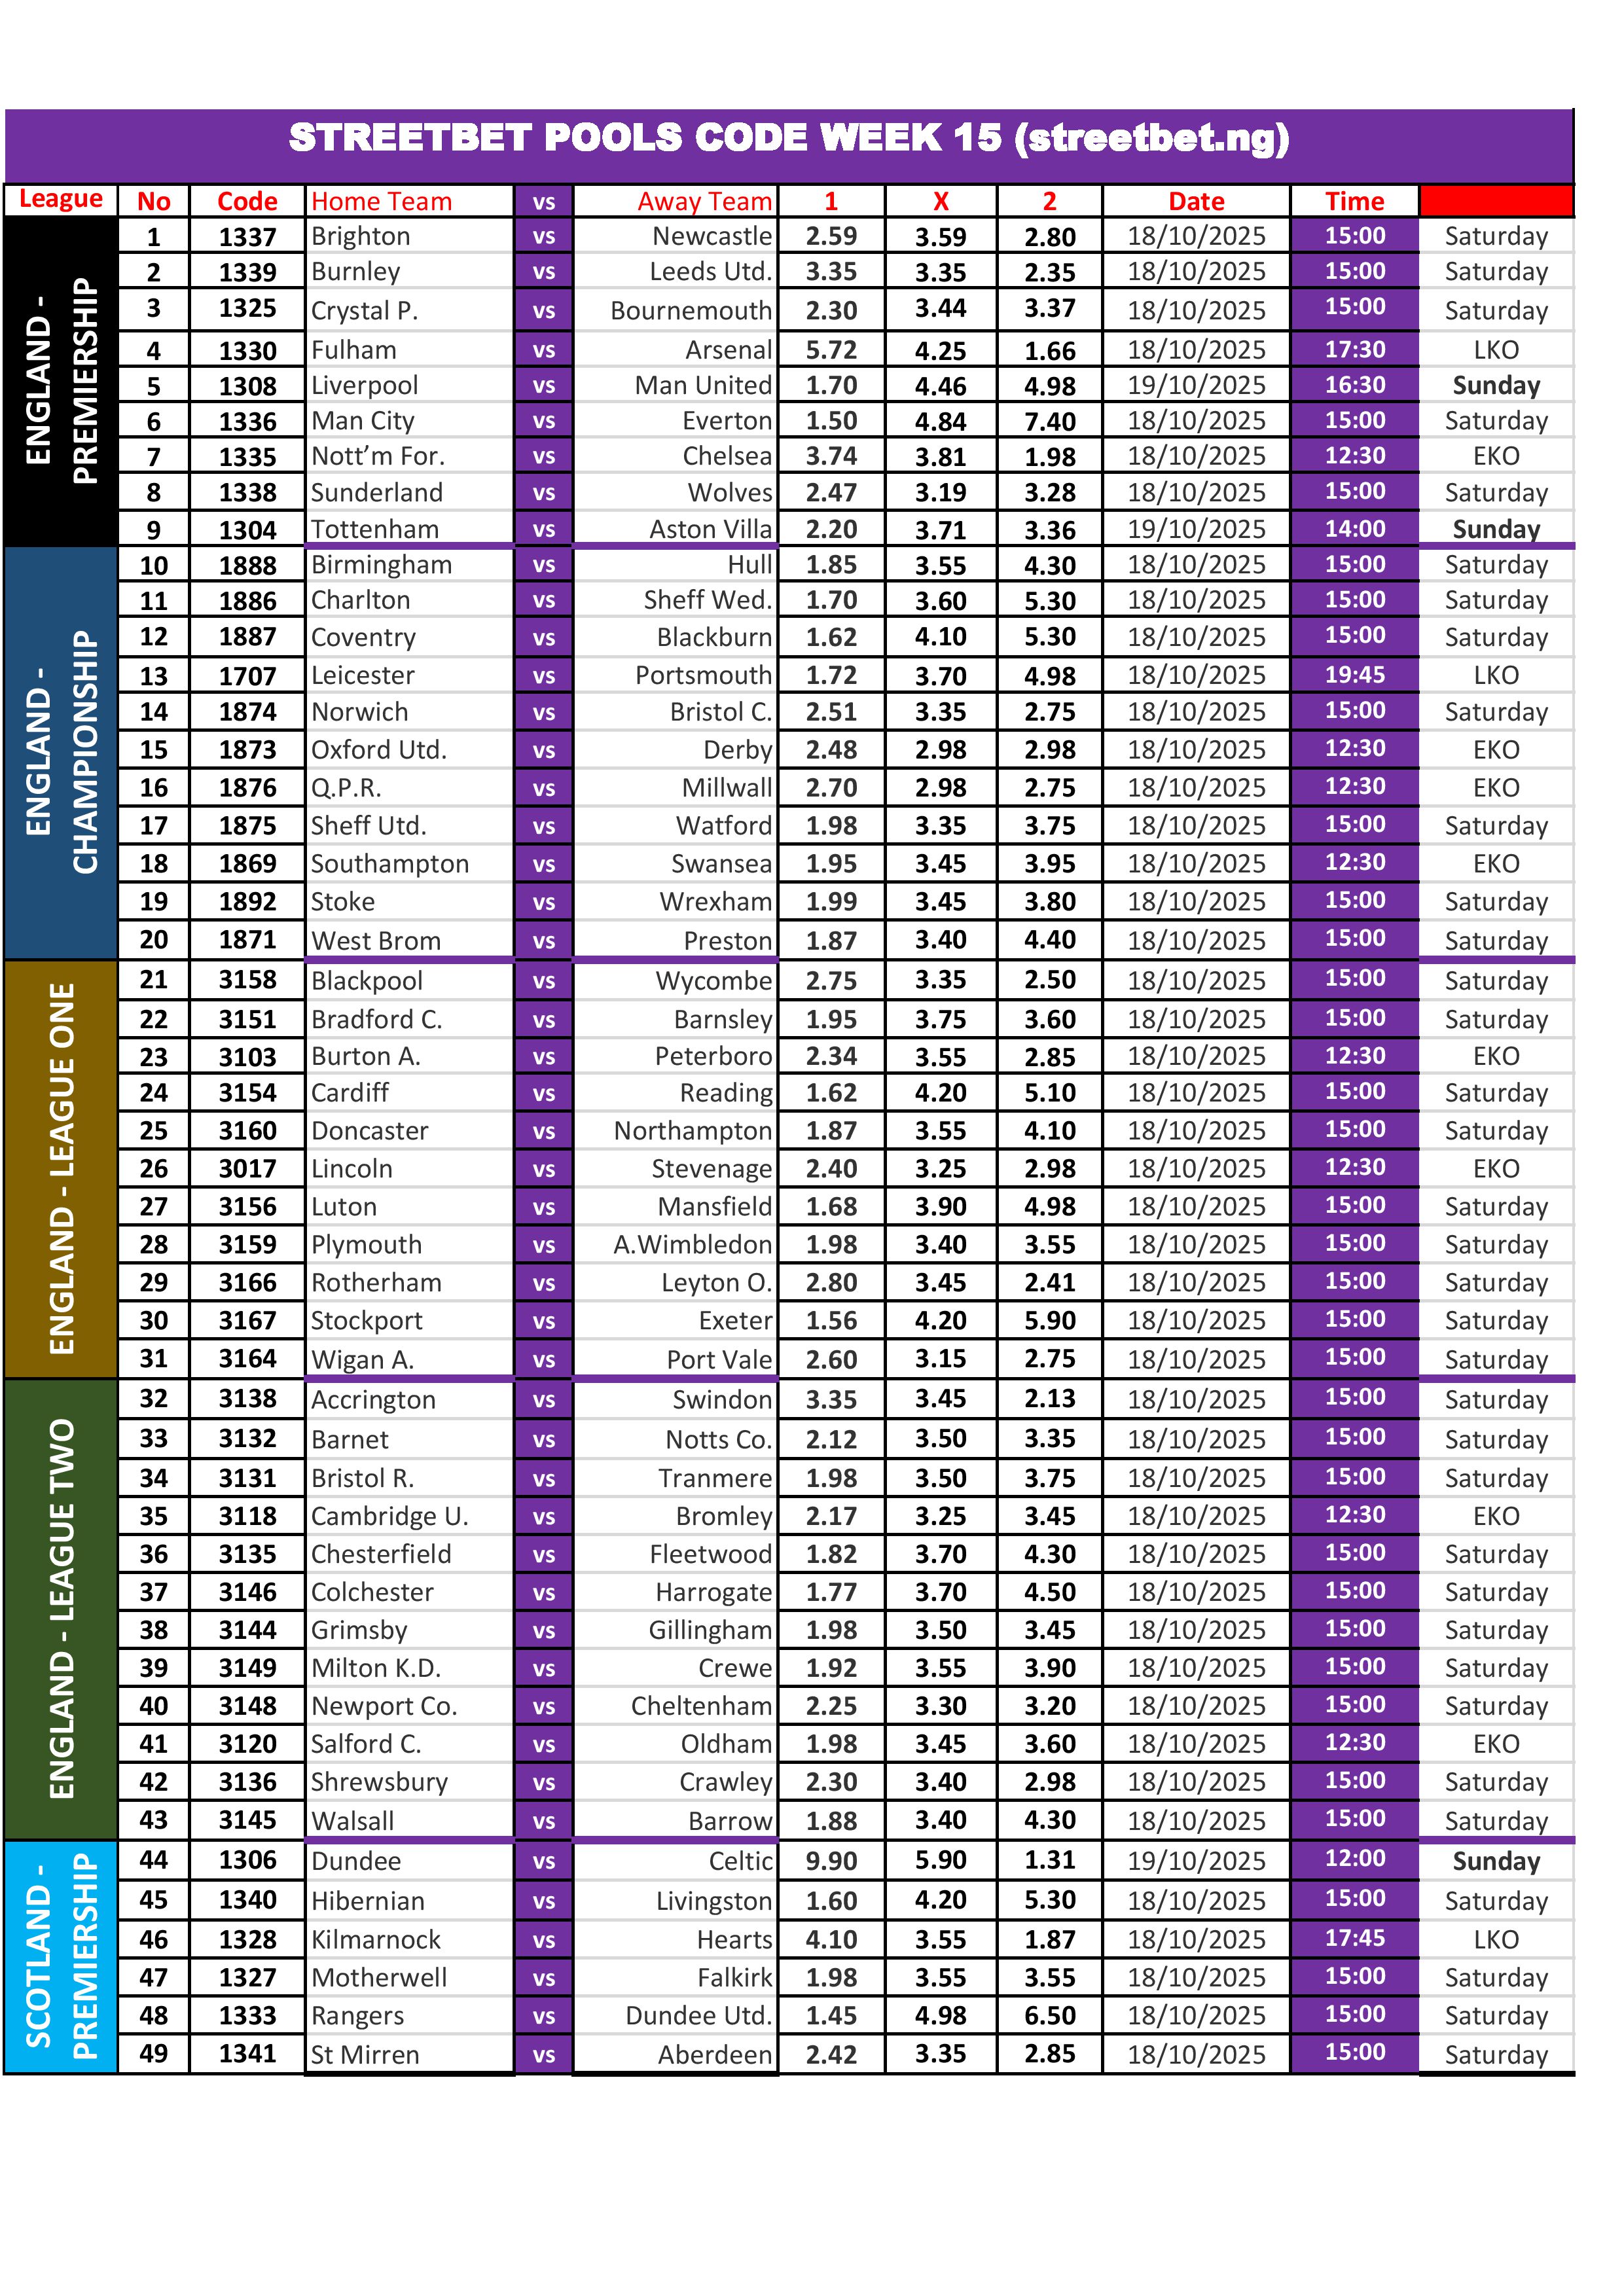 STREETBET POOLS CODE WEEK 15 (streetbet.ng)
League No Code Home Team vs Away Team 1 X 2 Date Time
ENGLAND -
PREMIERSHIP
1 1337 Brighton vs Newcastle 2.59 3.59 2.80 18/10/2025 15:00 Saturday
2 1339 Burnley vs Leeds Utd. 3.35 3.35 2.35 18/10/2025 15:00 Saturday
3 1325 Crystal P. vs Bournemouth 2.30 3.44 3.37 18/10/2025 15:00 Saturday
4 1330 Fulham vs Arsenal 5.72 4.25 1.66 18/10/2025 17:30 LKO
5 1308 Liverpool vs Man United 1.70 4.46 4.98 19/10/2025 16:30 Sunday
6 1336 Man City vs Everton 1.50 4.84 7.40 18/10/2025 15:00 Saturday
7 1335 Nott’m For. vs Chelsea 3.74 3.81 1.98 18/10/2025 12:30 EKO
8 1338 Sunderland vs Wolves 2.47 3.19 3.28 18/10/2025 15:00 Saturday
9 1304 Tottenham vs Aston Villa 2.20 3.71 3.36 19/10/2025 14:00 Sunday
ENGLAND -
CHAMPIONSHIP
10 1888 Birmingham vs Hull 1.85 3.55 4.30 18/10/2025 15:00 Saturday
11 1886 Charlton vs Sheff Wed. 1.70 3.60 5.30 18/10/2025 15:00 Saturday
12 1887 Coventry vs Blackburn 1.62 4.10 5.30 18/10/2025 15:00 Saturday
13 1707 Leicester vs Portsmouth 1.72 3.70 4.98 18/10/2025 19:45 LKO
14 1874 Norwich vs Bristol C. 2.51 3.35 2.75 18/10/2025 15:00 Saturday
15 1873 Oxford Utd. vs Derby 2.48 2.98 2.98 18/10/2025 12:30 EKO
16 1876 Q.P.R. vs Millwall 2.70 2.98 2.75 18/10/2025 12:30 EKO
17 1875 Sheff Utd. vs Watford 1.98 3.35 3.75 18/10/2025 15:00 Saturday
18 1869 Southampton vs Swansea 1.95 3.45 3.95 18/10/2025 12:30 EKO
19 1892 Stoke vs Wrexham 1.99 3.45 3.80 18/10/2025 15:00 Saturday
20 1871 West Brom vs Preston 1.87 3.40 4.40 18/10/2025 15:00 Saturday
ENGLAND - LEAGUE ONE
21 3158 Blackpool vs Wycombe 2.75 3.35 2.50 18/10/2025 15:00 Saturday
22 3151 Bradford C. vs Barnsley 1.95 3.75 3.60 18/10/2025 15:00 Saturday
23 3103 Burton A. vs Peterboro 2.34 3.55 2.85 18/10/2025 12:30 EKO
24 3154 Cardiff vs Reading 1.62 4.20 5.10 18/10/2025 15:00 Saturday
25 3160 Doncaster vs Northampton 1.87 3.55 4.10 18/10/2025 15:00 Saturday
26 3017 Lincoln vs Stevenage 2.40 3.25 2.98 18/10/2025 12:30 EKO
27 3156 Luton vs Mansfield 1.68 3.90 4.98 18/10/2025 15:00 Saturday
28 3159 Plymouth vs A.Wimbledon 1.98 3.40 3.55 18/10/2025 15:00 Saturday
29 3166 Rotherham vs Leyton O. 2.80 3.45 2.41 18/10/2025 15:00 Saturday
30 3167 Stockport vs Exeter 1.56 4.20 5.90 18/10/2025 15:00 Saturday
31 3164 Wigan A. vs Port Vale 2.60 3.15 2.75 18/10/2025 15:00 Saturday
ENGLAND - LEAGUE TWO
32 3138 Accrington vs Swindon 3.35 3.45 2.13 18/10/2025 15:00 Saturday
33 3132 Barnet vs Notts Co. 2.12 3.50 3.35 18/10/2025 15:00 Saturday
34 3131 Bristol R. vs Tranmere 1.98 3.50 3.75 18/10/2025 15:00 Saturday
35 3118 Cambridge U. vs Bromley 2.17 3.25 3.45 18/10/2025 12:30 EKO
36 3135 Chesterfield vs Fleetwood 1.82 3.70 4.30 18/10/2025 15:00 Saturday
37 3146 Colchester vs Harrogate 1.77 3.70 4.50 18/10/2025 15:00 Saturday
38 3144 Grimsby vs Gillingham 1.98 3.50 3.45 18/10/2025 15:00 Saturday
39 3149 Milton K.D. vs Crewe 1.92 3.55 3.90 18/10/2025 15:00 Saturday
40 3148 Newport Co. vs Cheltenham 2.25 3.30 3.20 18/10/2025 15:00 Saturday
41 3120 Salford C. vs Oldham 1.98 3.45 3.60 18/10/2025 12:30 EKO
42 3136 Shrewsbury vs Crawley 2.30 3.40 2.98 18/10/2025 15:00 Saturday
43 3145 Walsall vs Barrow 1.88 3.40 4.30 18/10/2025 15:00 Saturday
SCOTLAND -
PREMIERSHIP
44 1306 Dundee vs Celtic 9.90 5.90 1.31 19/10/2025 12:00 Sunday
45 1340 Hibernian vs Livingston 1.60 4.20 5.30 18/10/2025 15:00 Saturday
46 1328 Kilmarnock vs Hearts 4.10 3.55 1.87 18/10/2025 17:45 LKO
47 1327 Motherwell vs Falkirk 1.98 3.55 3.55 18/10/2025 15:00 Saturday
48 1333 Rangers vs Dundee Utd. 1.45 4.98 6.50 18/10/2025 15:00 Saturday
49 1341 St Mirren vs Aberdeen 2.42 3.35 2.85 18/10/2025 15:00 Saturday